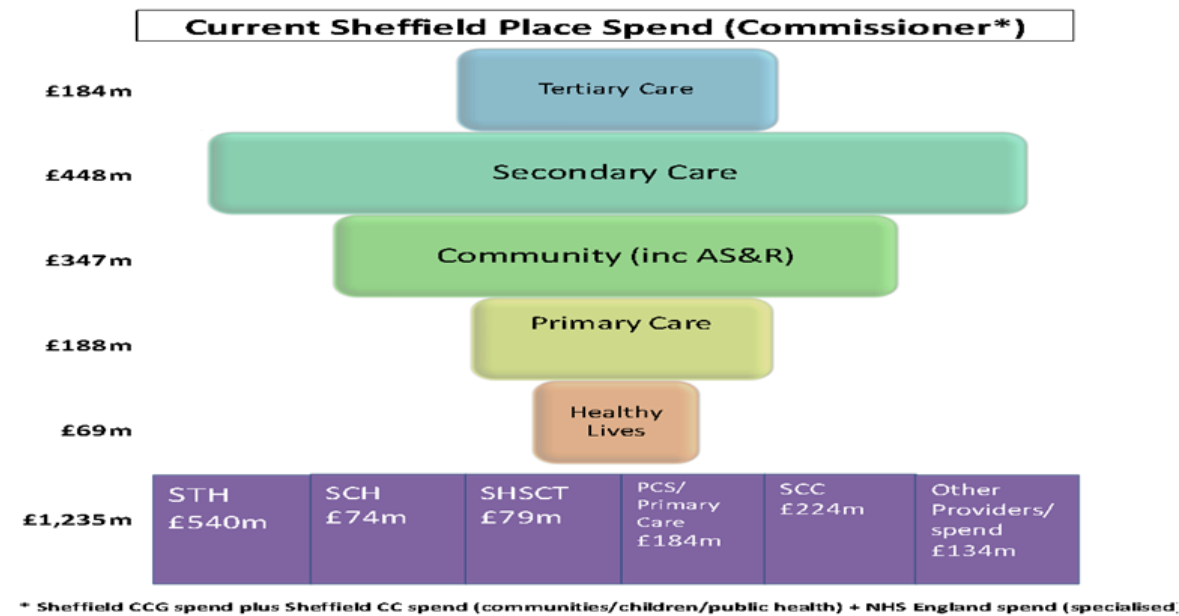 Current Sheffield Place Spend (Commissioner*)
£184m
Tertiary Care
£448m
Secondary Care
£347m
Community (inc AS&R)
Primary Care
£188m
Healthy
Lives
£69m
£1,235m
STH
£540m
SCH
£74m
SHSCT
£79m
PCS/
Primary
Care
£184m
SCC
£224m
Other
Providers/
spend
£134m
* Sheffield CCG spend plus Sheffield CC spend (communities/children/public health) + NHS England spend (specialised